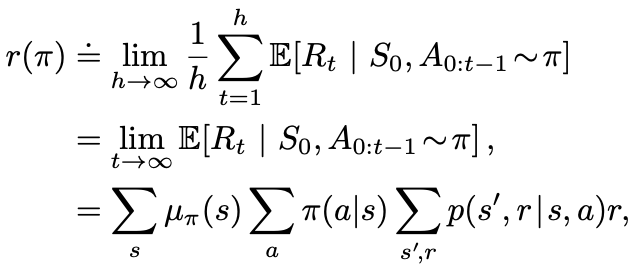 r(π) ≐ lim_{h→∞} 1/h ∑_{t=1}^{h} 𝔼[R_t | S_0, A_{0:t−1} ∼ π]
= lim_{t→∞} 𝔼[R_t | S_0, A_{0:t−1} ∼ π] ,
= ∑_s μ_π(s) ∑_a π(a|s) ∑_{s′,r} p(s′, r | s, a)r,